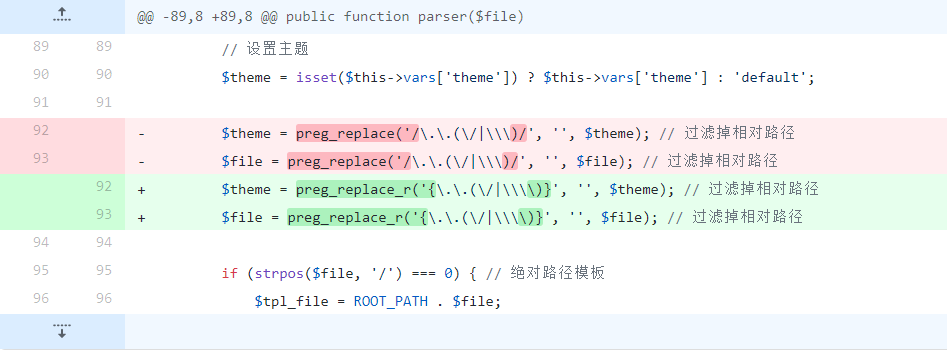 @@ -89,8 +89,8 @@ public function parser($file)
89 89 // 设置主题
90 90 $theme = isset($this->vars['theme']) ? $this->vars['theme'] : 'default';
91 91
92 - $theme = preg_replace('/\.\.(\/|\\\)/', '', $theme); // 过滤掉相对路径
93 - $file = preg_replace('/\.\.(\/|\\\)/', '', $file); // 过滤掉相对路径
92 + $theme = preg_replace_r('{\.\.(\/|\\\\)}', '', $theme); // 过滤掉相对路径
93 + $file = preg_replace_r('{\.\.(\/|\\\\)}', '', $file); // 过滤掉相对路径
94 94
95 95 if (strpos($file, '/') === 0) { // 绝对路径模板
96 96 $tpl_file = ROOT_PATH . $file;